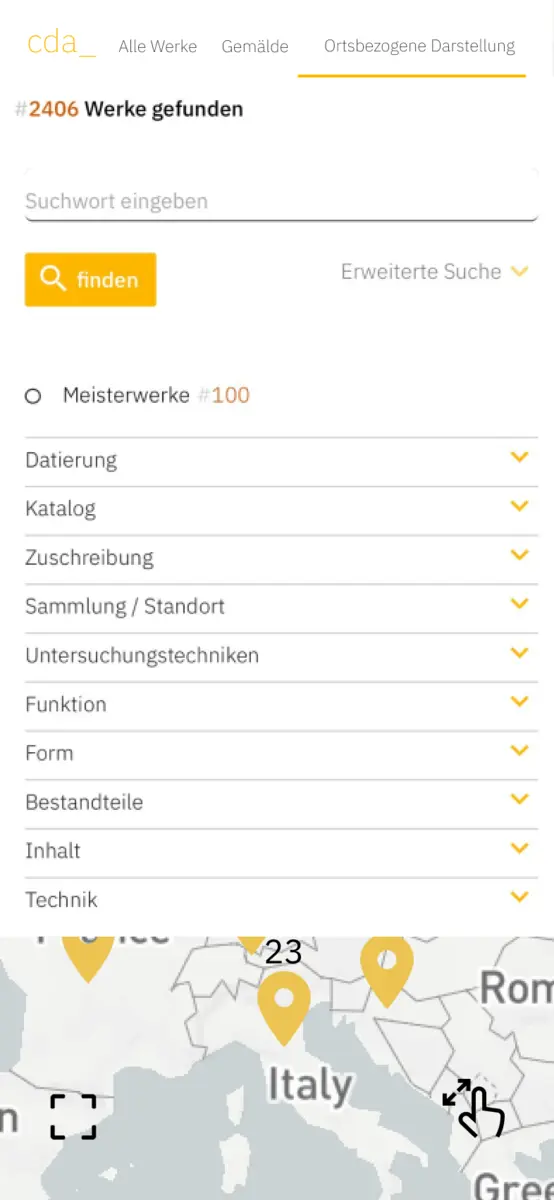 cda_ Alle Werke Gemälde Ortsbezogene Darstellung
#2406 Werke gefunden
Suchwort eingeben
finden
Erweiterte Suche
Meisterwerke #100
Datierung
Katalog
Zuschreibung
Sammlung / Standort
Untersuchungstechniken
Funktion
Form
Bestandteile
Inhalt
Technik
23
Rom
Italy
n
Gree